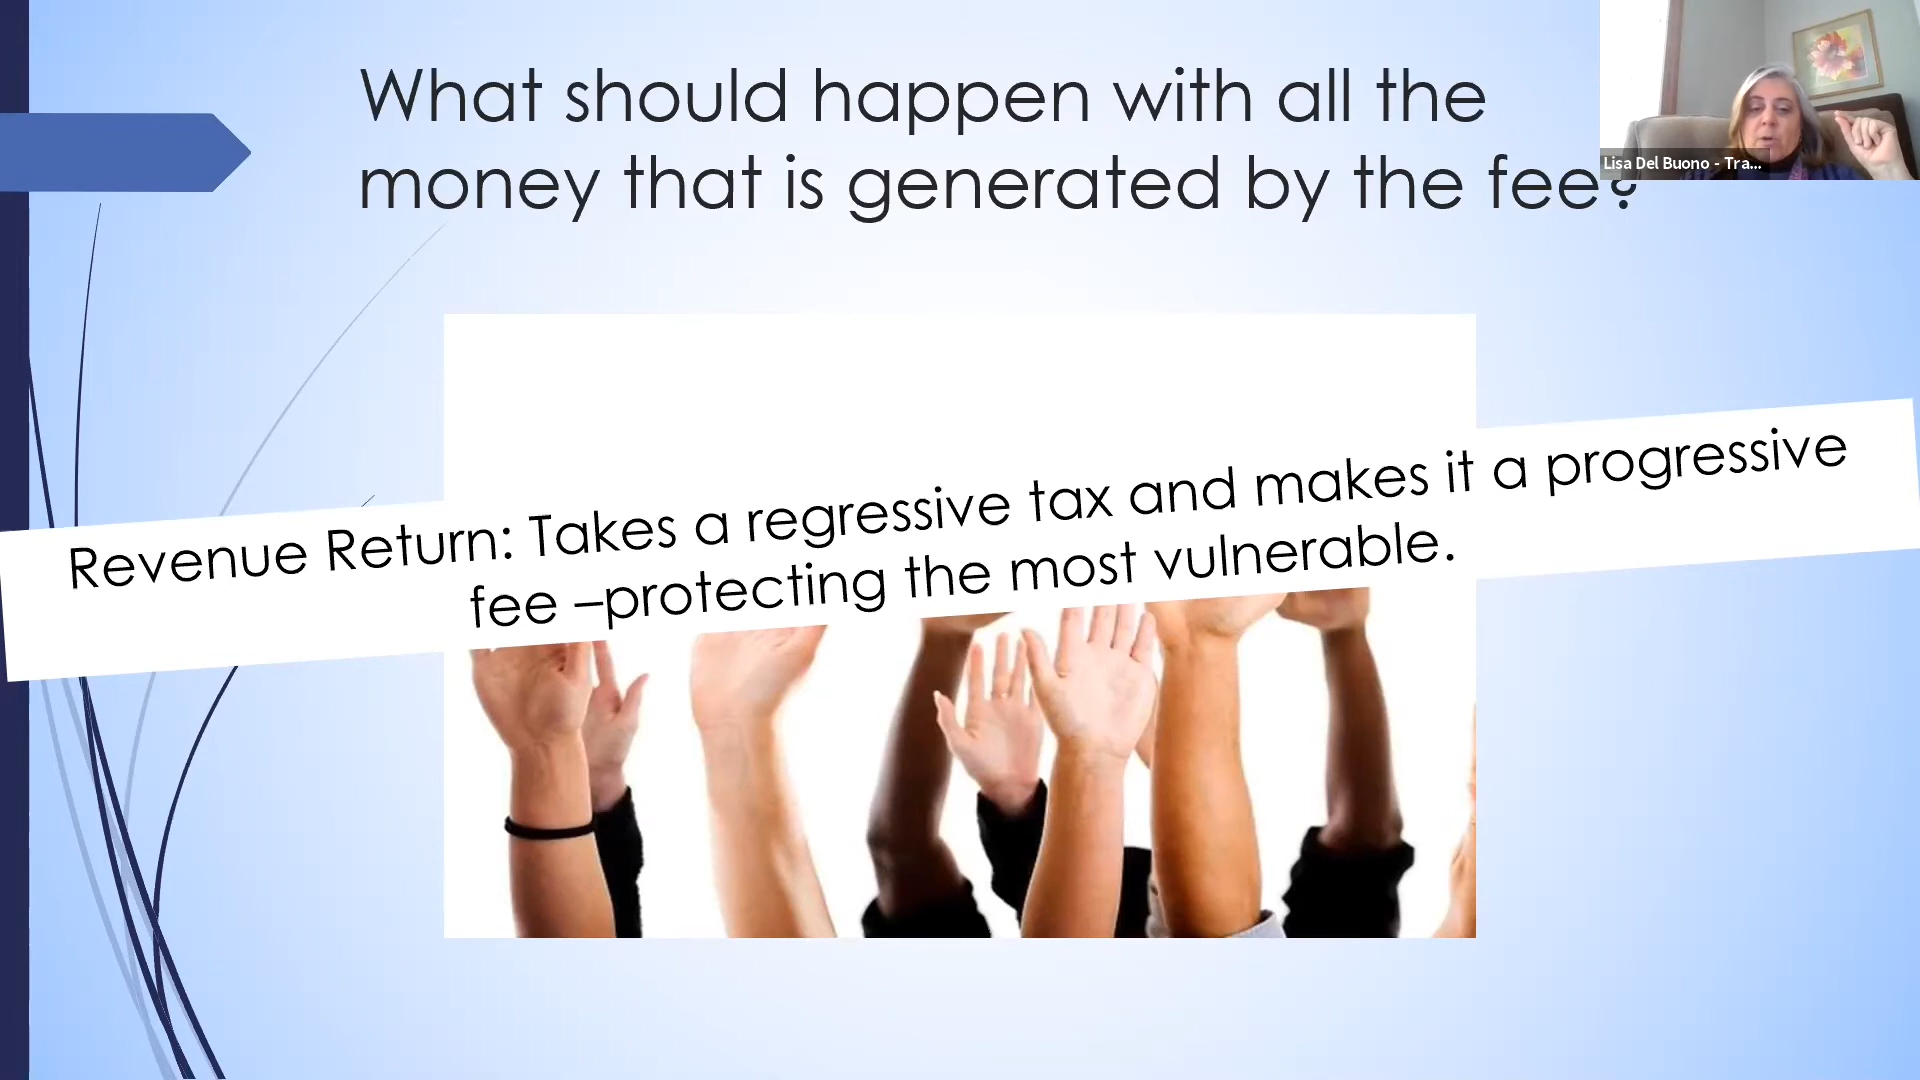 What should happen with all the
money that is generated by the fee?
Lisa Del Buono - Tra...
Revenue Return: Takes a regressive tax and makes it a progressive
fee –protecting the most vulnerable.